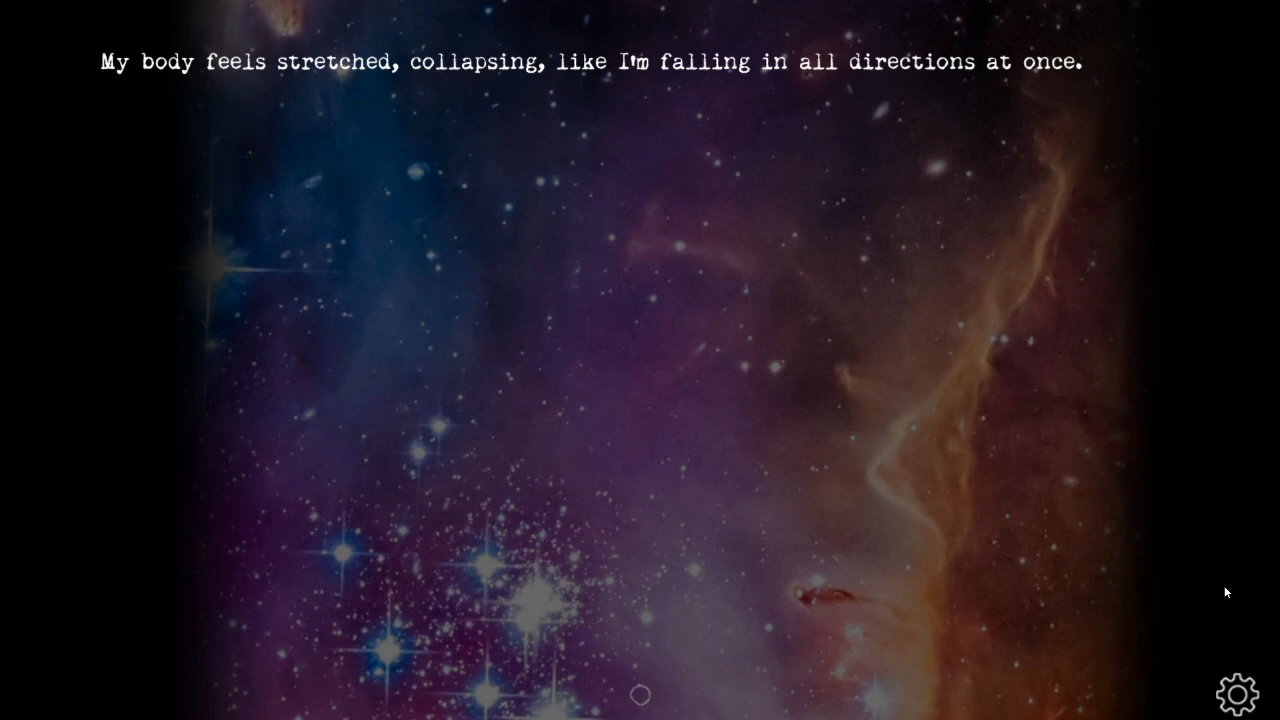 My body feels stretched, collapsing, like I'm falling in all directions at once.